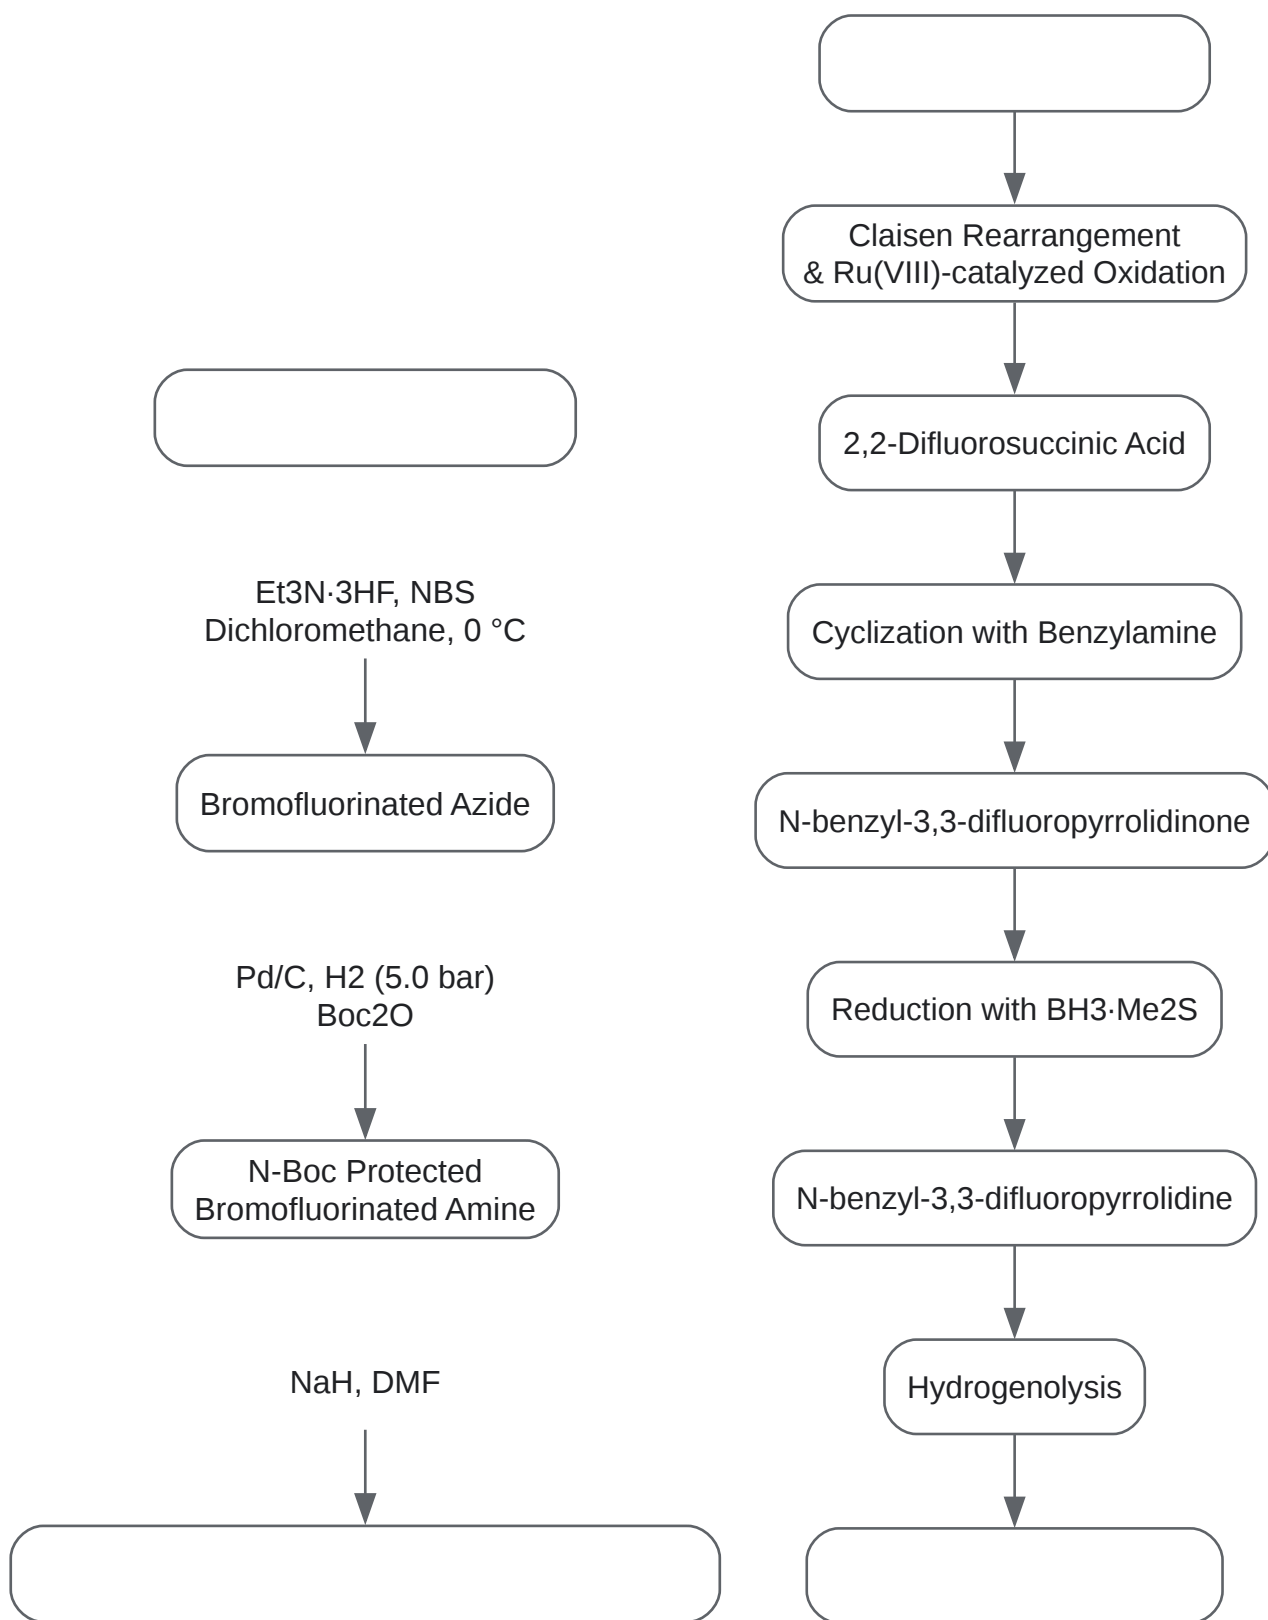 Et3N·3HF, NBS
Dichloromethane, 0 °C
Bromofluorinated Azide
Pd/C, H2 (5.0 bar)
Boc2O
N-Boc Protected
Bromofluorinated Amine
NaH, DMF
Claisen Rearrangement
& Ru(VIII)-catalyzed Oxidation
2,2-Difluorosuccinic Acid
Cyclization with Benzylamine
N-benzyl-3,3-difluoropyrrolidinone
Reduction with BH3·Me2S
N-benzyl-3,3-difluoropyrrolidine
Hydrogenolysis